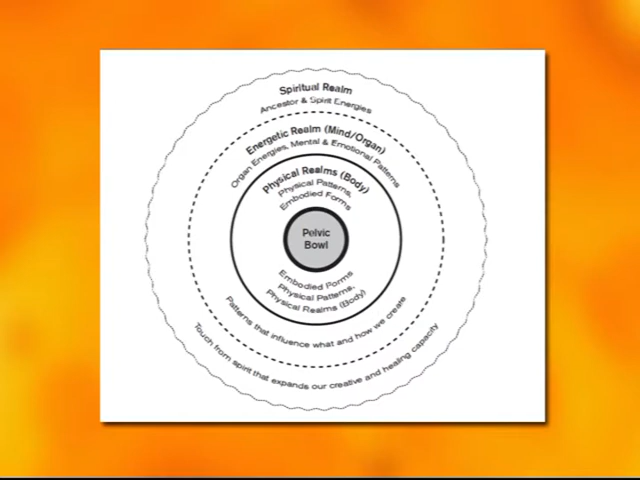 Spiritual Realm
Ancestor & Spirit Energies
Energetic Realm (Mind/Organ)
Organ Energies, Mental & Emotional Patterns
Physical Realms (Body)
Physical Patterns,
Embodied Forms
Pelvic
Bowl
Embodied Forms
Physical Patterns,
Physical Realms (Body)
Patterns that influence what and how we create
Touch from spirit that expands our creative and healing capacity